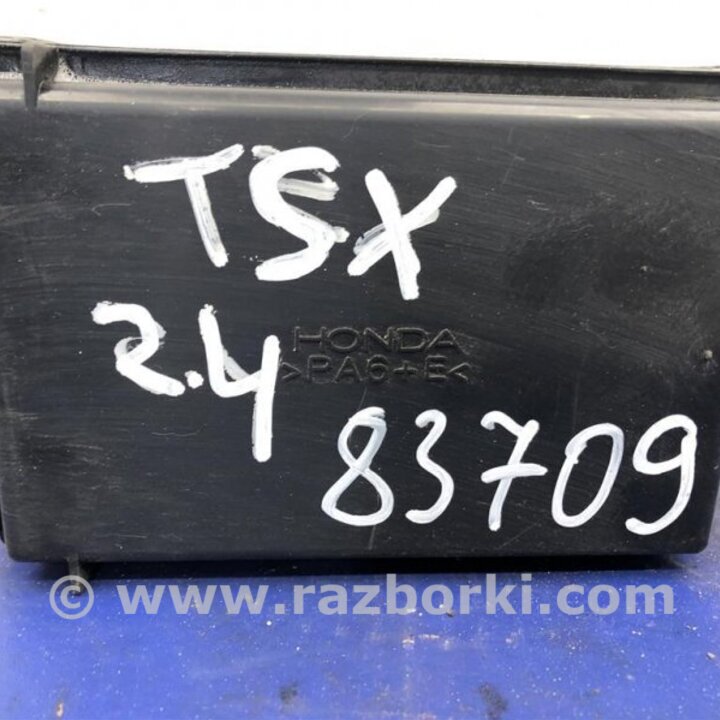 TSX
2.4
HONDA
>PA6+E<
83709
© www.razborki.com